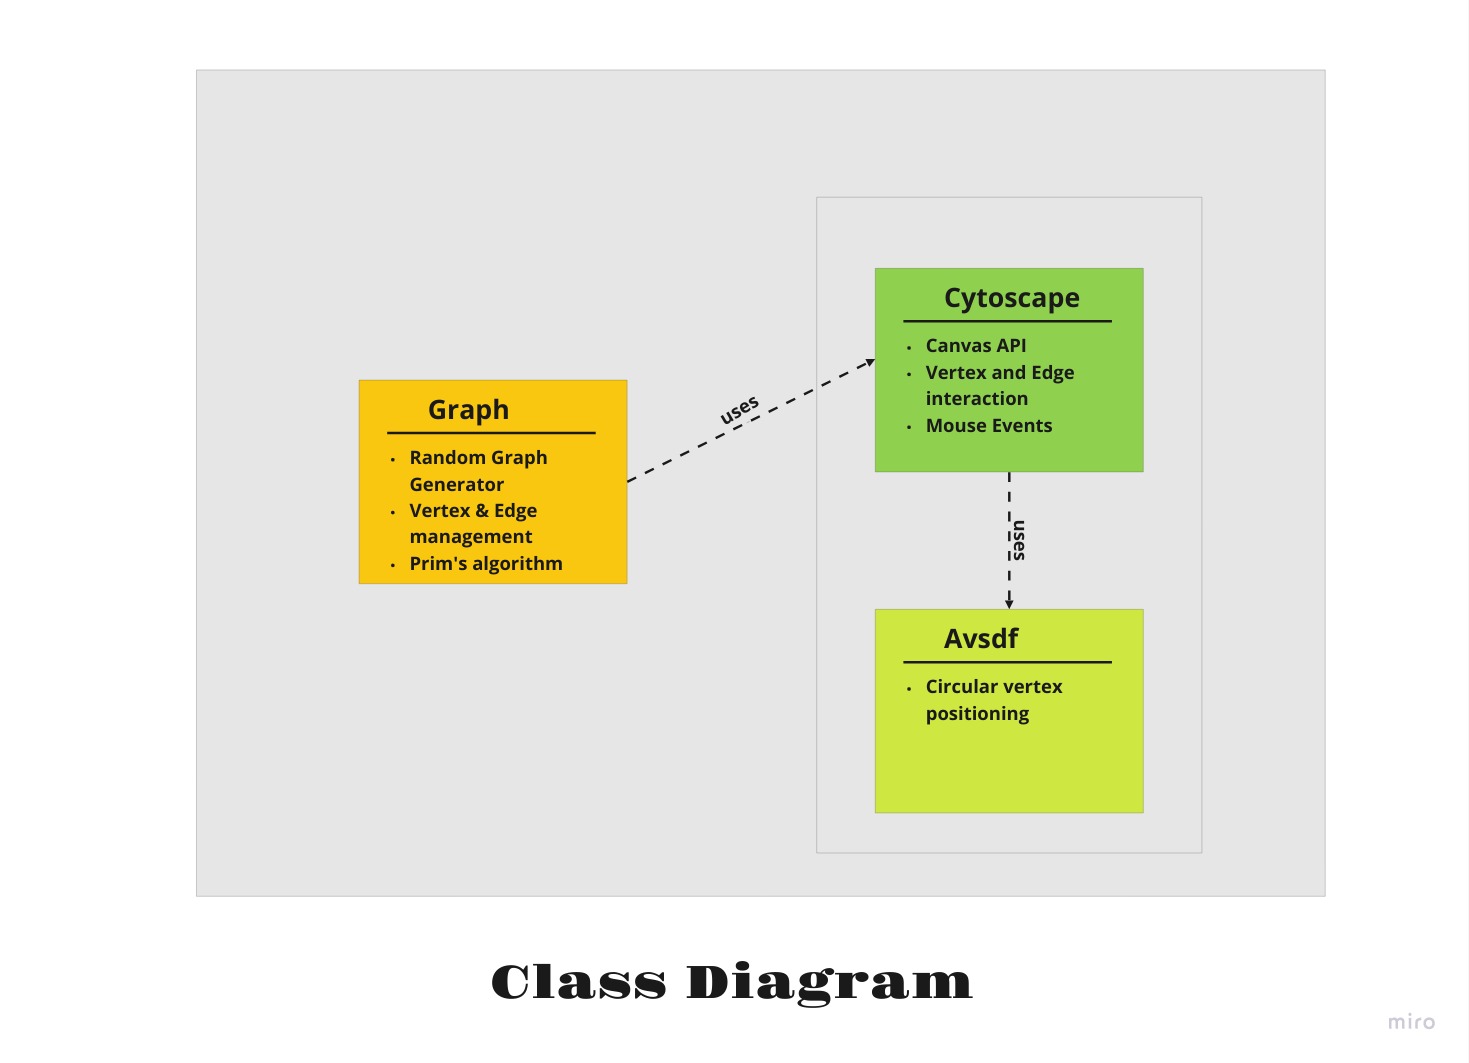 Cytoscape
• Canvas API
• Vertex and Edge
interaction
• Mouse Events
uses
Graph
• Random Graph
Generator
• Vertex & Edge
management
• Prim's algorithm
uses
Avsdf
• Circular vertex
positioning
Class Diagram
miro